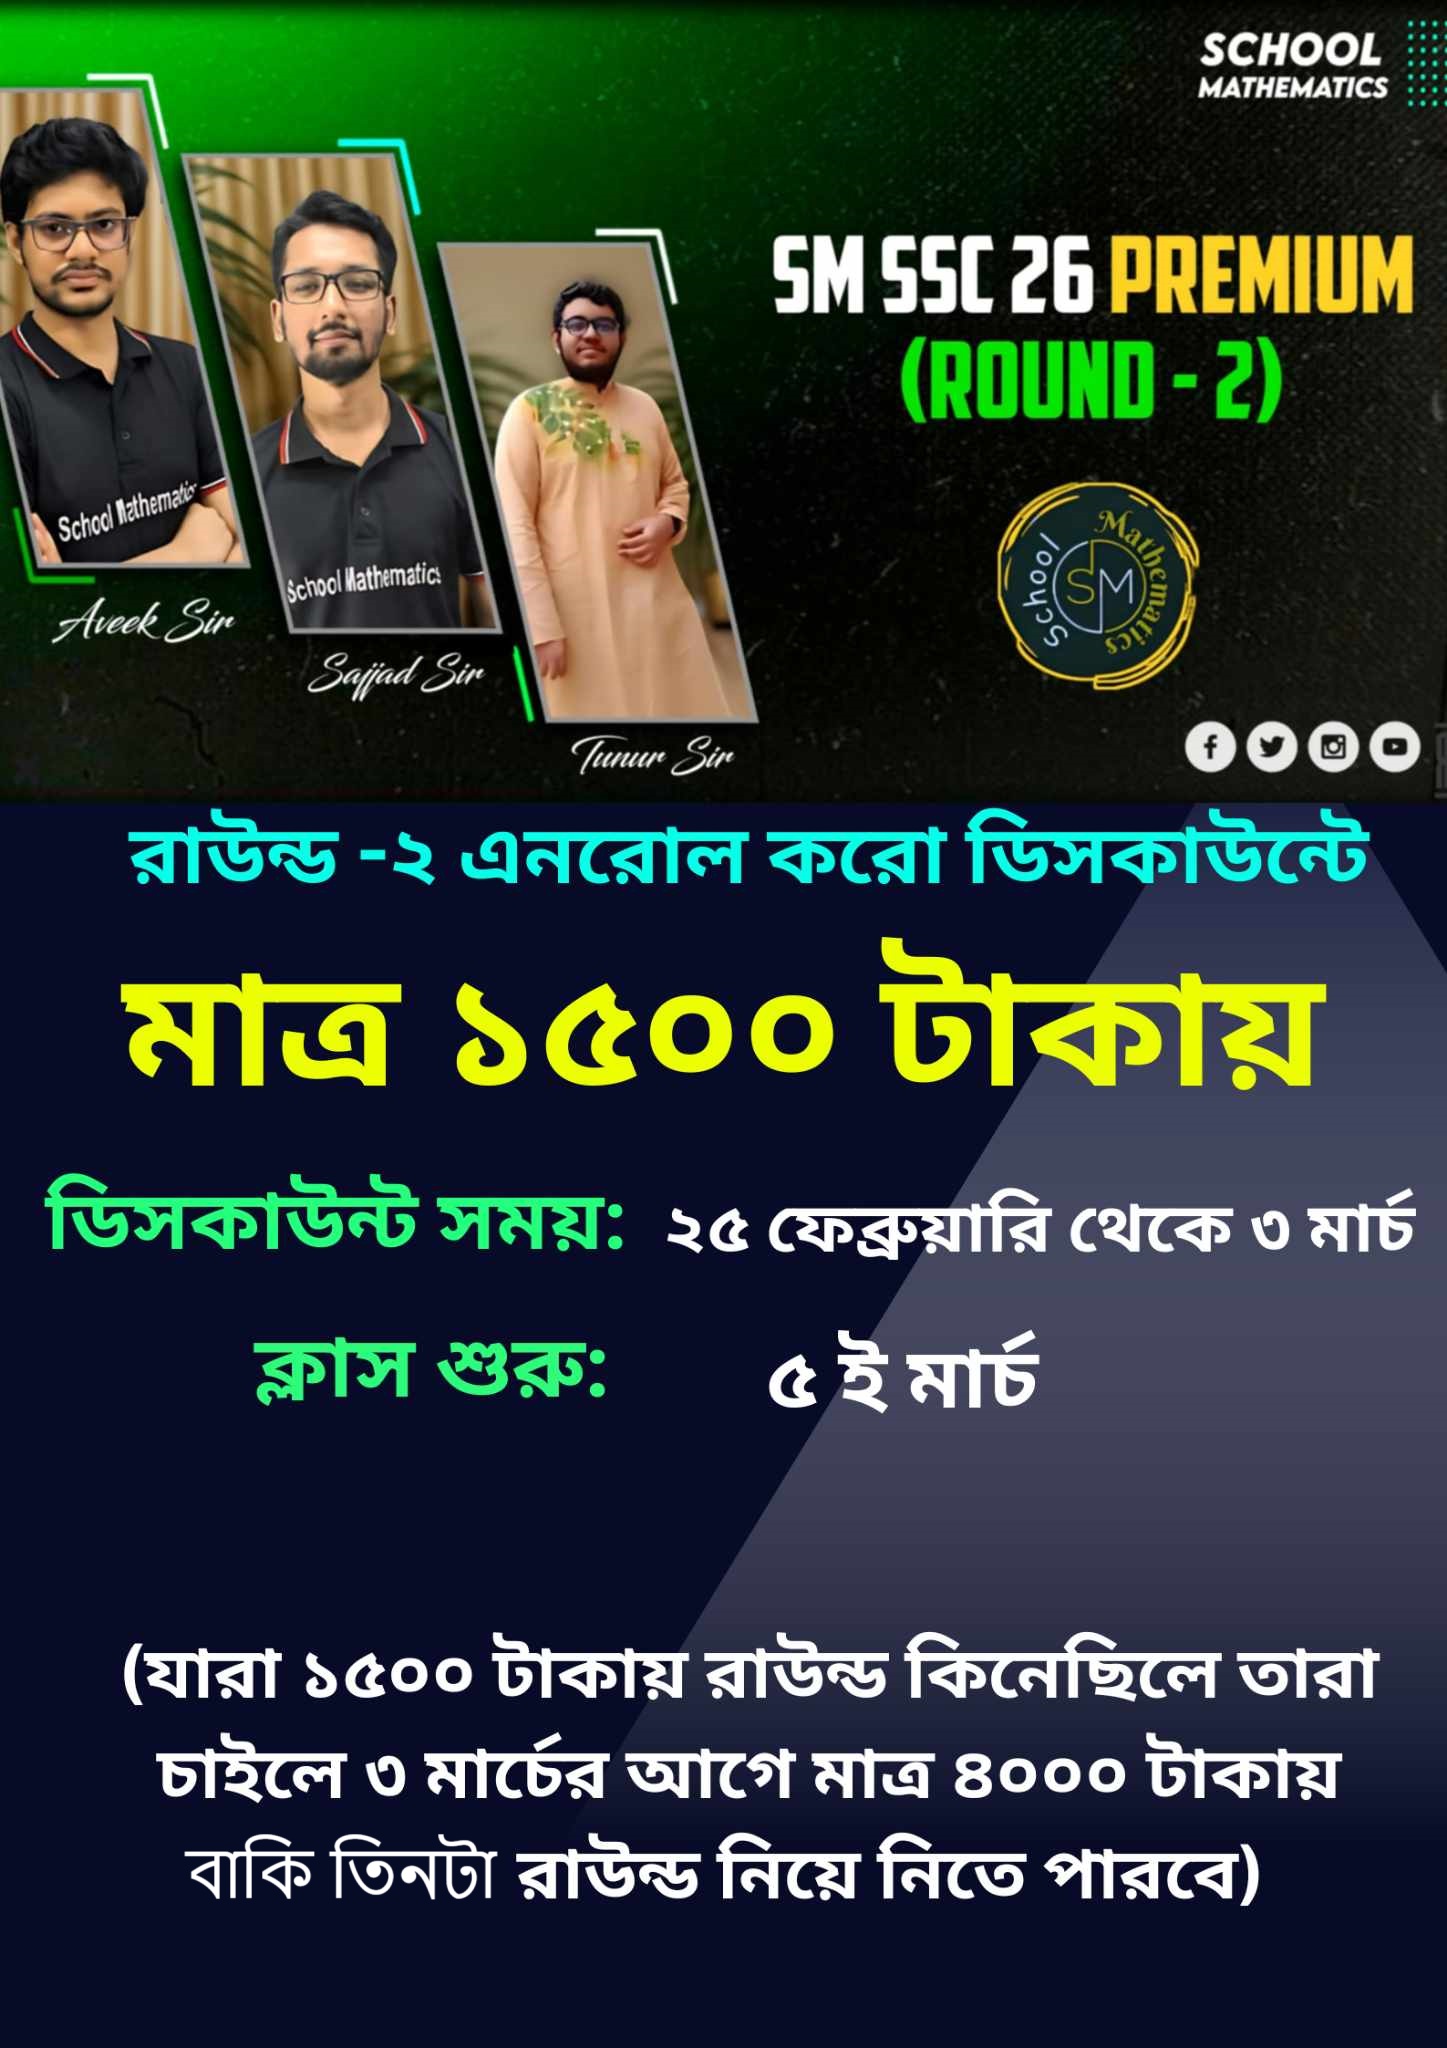 SCHOOL
MATHEMATICS
SM SSC 26 PREMIUM
(ROUND - 2)
School Mathematics
School Mathematics
School Mathematics
SM
Aveek Sir
Sajjad Sir
Tunur Sir
রাউন্ড -২ এনরোল করো ডিসকাউন্টে
মাত্র ১৫০০ টাকায়
ডিসকাউন্ট সময়: ২৫ ফেব্রুয়ারি থেকে ৩ মার্চ
ক্লাস শুরু: ৫ ই মার্চ
(যারা ১৫০০ টাকায় রাউন্ড কিনেছিলে তারা
চাইলে ৩ মার্চের আগে মাত্র ৪০০০ টাকায়
বাকি তিনটা রাউন্ড নিয়ে নিতে পারবে)